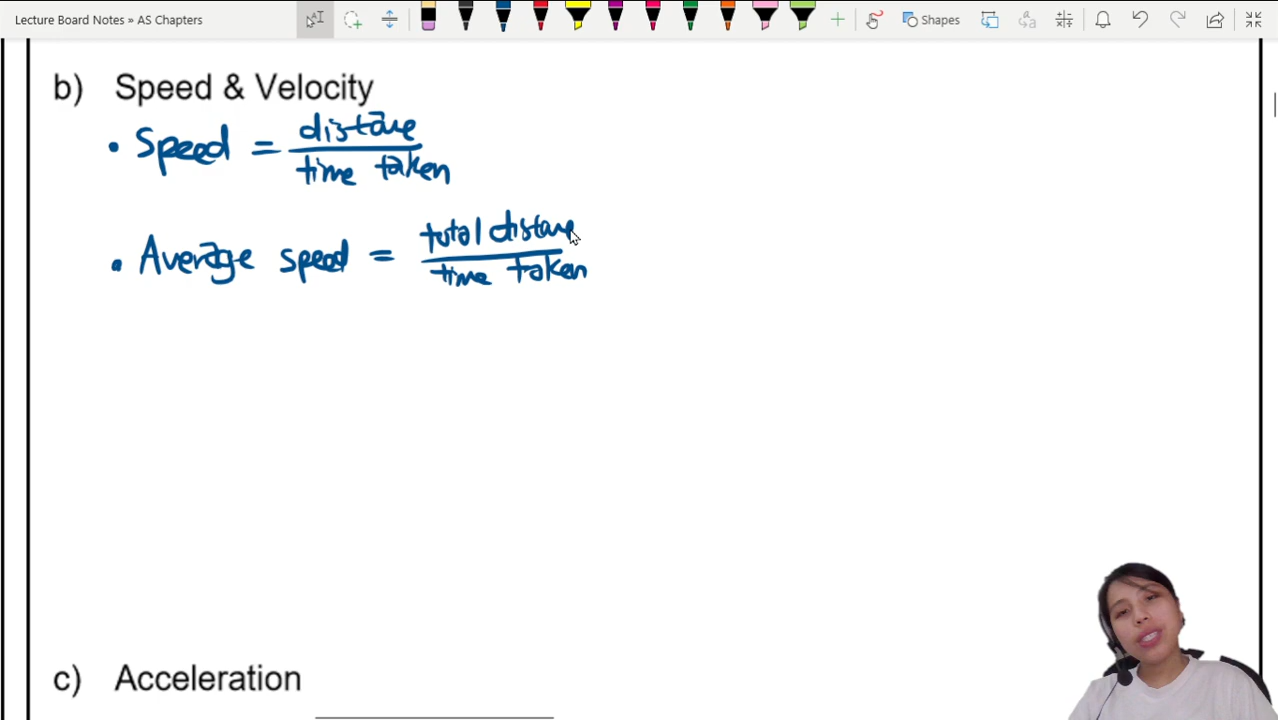 Lecture Board Notes » AS Chapters
Shapes
b) Speed & Velocity
• Speed = distance / time taken
• Average speed = total distance / time taken
c) Acceleration